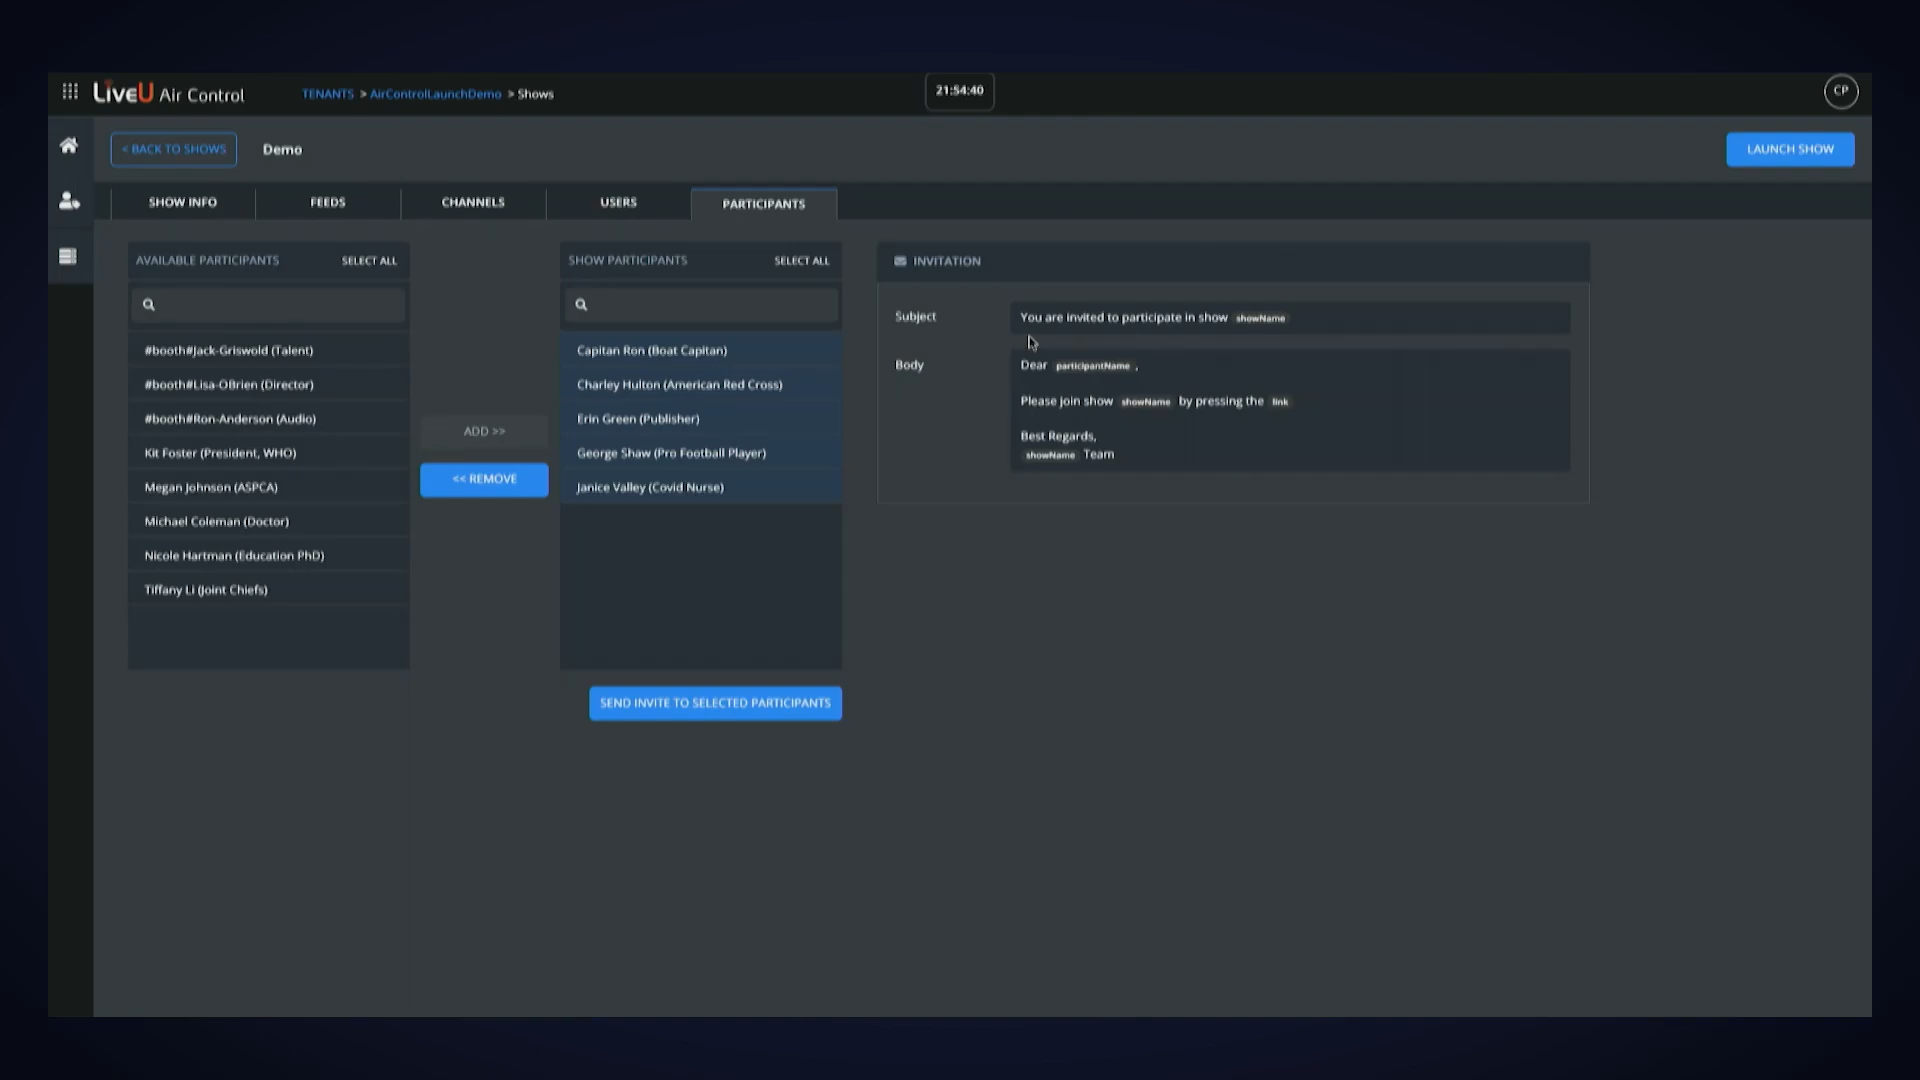 LiveU Air Control
TENANTS > AirControlLaunchDemo > Shows
21:54:40
CP
< BACK TO SHOWS
Demo
LAUNCH SHOW
SHOW INFO
FEEDS
CHANNELS
USERS
PARTICIPANTS
AVAILABLE PARTICIPANTS
SELECT ALL
#booth#Jack-Griswold (Talent)
#booth#Lisa-OBrien (Director)
#booth#Ron-Anderson (Audio)
Kit Foster (President, WHO)
Megan Johnson (ASPCA)
Michael Coleman (Doctor)
Nicole Hartman (Education PhD)
Tiffany Li (Joint Chiefs)
ADD >>
<< REMOVE
SHOW PARTICIPANTS
SELECT ALL
Capitan Ron (Boat Capitan)
Charley Hulton (American Red Cross)
Erin Green (Publisher)
George Shaw (Pro Football Player)
Janice Valley (Covid Nurse)
SEND INVITE TO SELECTED PARTICIPANTS
INVITATION
Subject
You are invited to participate in show showName
Body
Dear participantName ,
Please join show showName by pressing the link
Best Regards,
showName Team